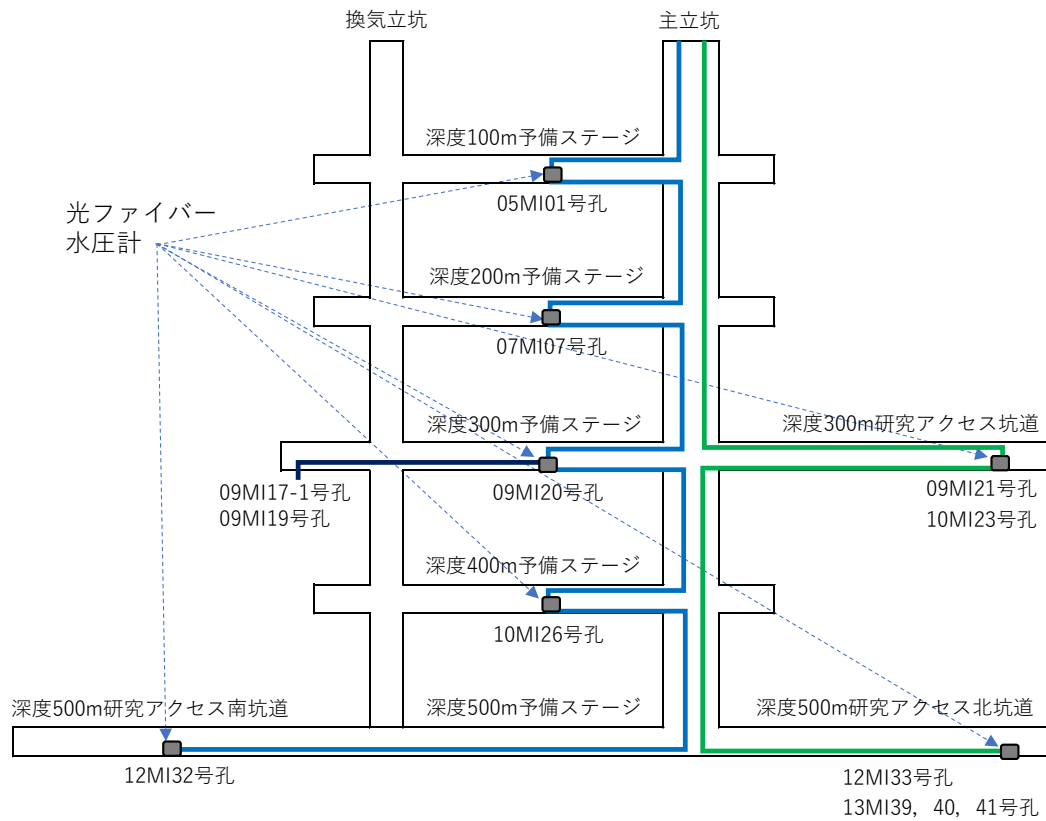 換気立坑
主立坑
深度100m予備ステージ
05MI01号孔
光ファイバー
水圧計
深度200m予備ステージ
07MI07号孔
深度300m予備ステージ
深度300m研究アクセス坑道
09MI17-1号孔
09MI19号孔
09MI20号孔
09MI21号孔
10MI23号孔
深度400m予備ステージ
10MI26号孔
深度500m研究アクセス南坑道
深度500m予備ステージ
深度500m研究アクセス北坑道
12MI32号孔
12MI33号孔
13MI39，40，41号孔